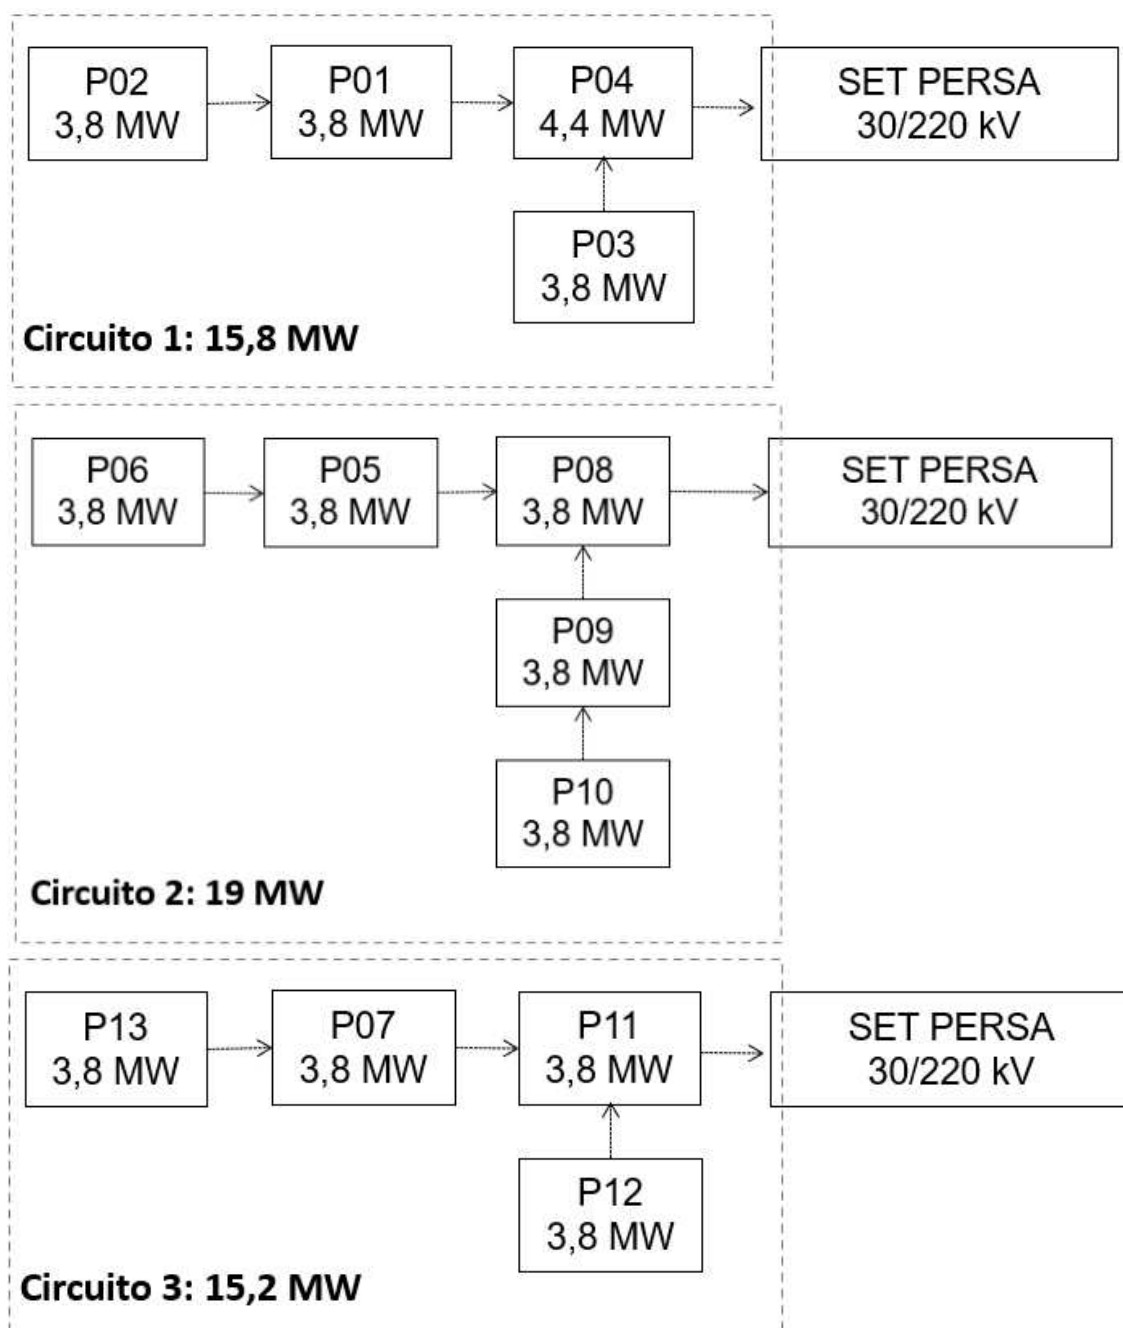 P02
3,8 MW
P01
3,8 MW
P04
4,4 MW
SET PERSA
30/220 kV
P03
3,8 MW
Circuito 1: 15,8 MW
P06
3,8 MW
P05
3,8 MW
P08
3,8 MW
SET PERSA
30/220 kV
P09
3,8 MW
P10
3,8 MW
Circuito 2: 19 MW
P13
3,8 MW
P07
3,8 MW
P11
3,8 MW
SET PERSA
30/220 kV
P12
3,8 MW
Circuito 3: 15,2 MW